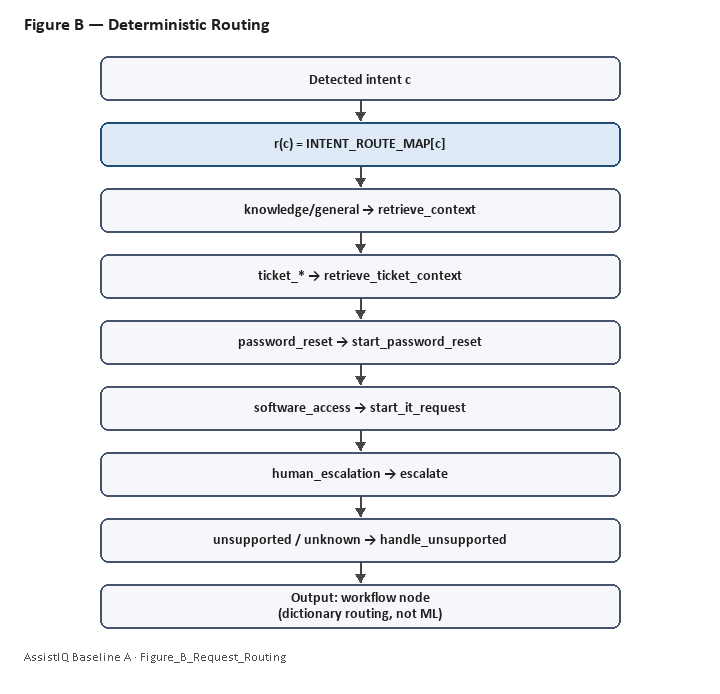 Figure B — Deterministic Routing
Detected intent c
r(c) = INTENT_ROUTE_MAP[c]
knowledge/general → retrieve_context
ticket_* → retrieve_ticket_context
password_reset → start_password_reset
software_access → start_it_request
human_escalation → escalate
unsupported / unknown → handle_unsupported
Output: workflow node
(dictionary routing, not ML)
AssistIQ Baseline A · Figure_B_Request_Routing